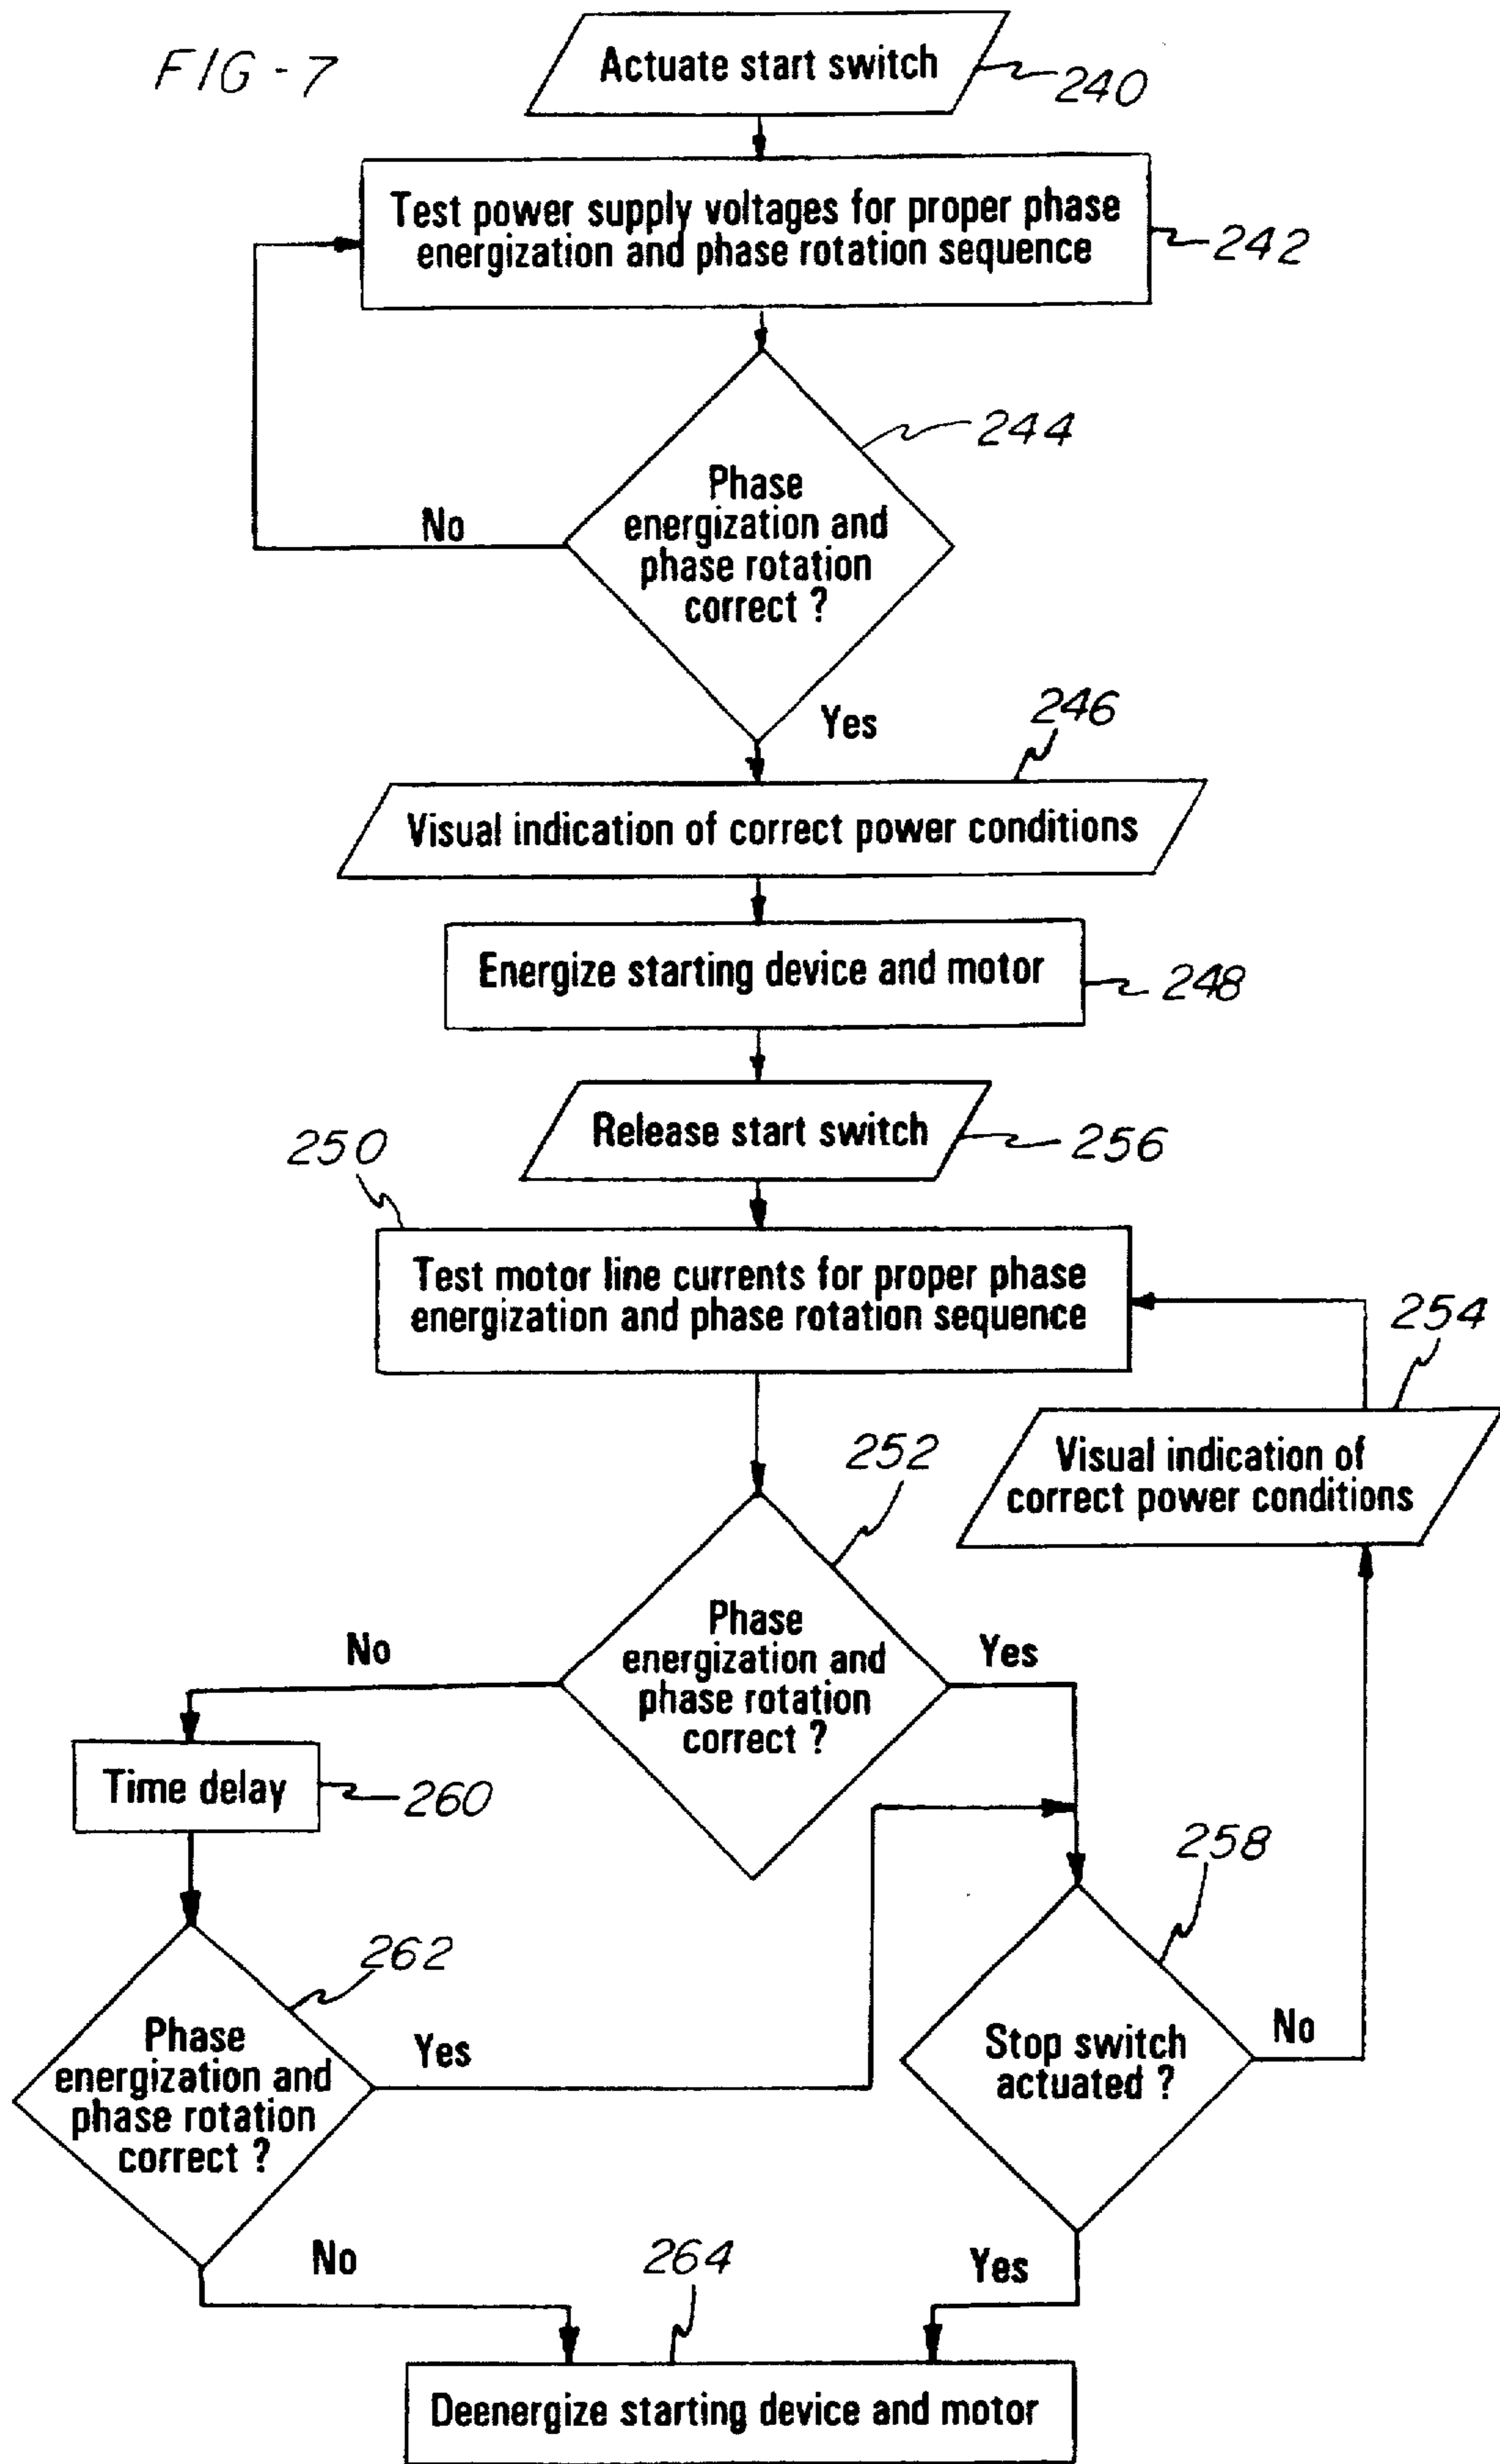 FIG-7
Actuate start switch
240
Test power supply voltages for proper phase
energization and phase rotation sequence
242
244
Phase
energization and
phase rotation
correct ?
No
Yes
246
Visual indication of correct power conditions
Energize starting device and motor
248
Release start switch
256
250
Test motor line currents for proper phase
energization and phase rotation sequence
254
Visual indication of
correct power conditions
252
Phase
energization and
phase rotation
correct ?
No
Yes
Time delay
260
258
262
Phase
energization and
phase rotation
correct ?
Yes
Stop switch
actuated ?
No
No
264
Yes
Deenergize starting device and motor